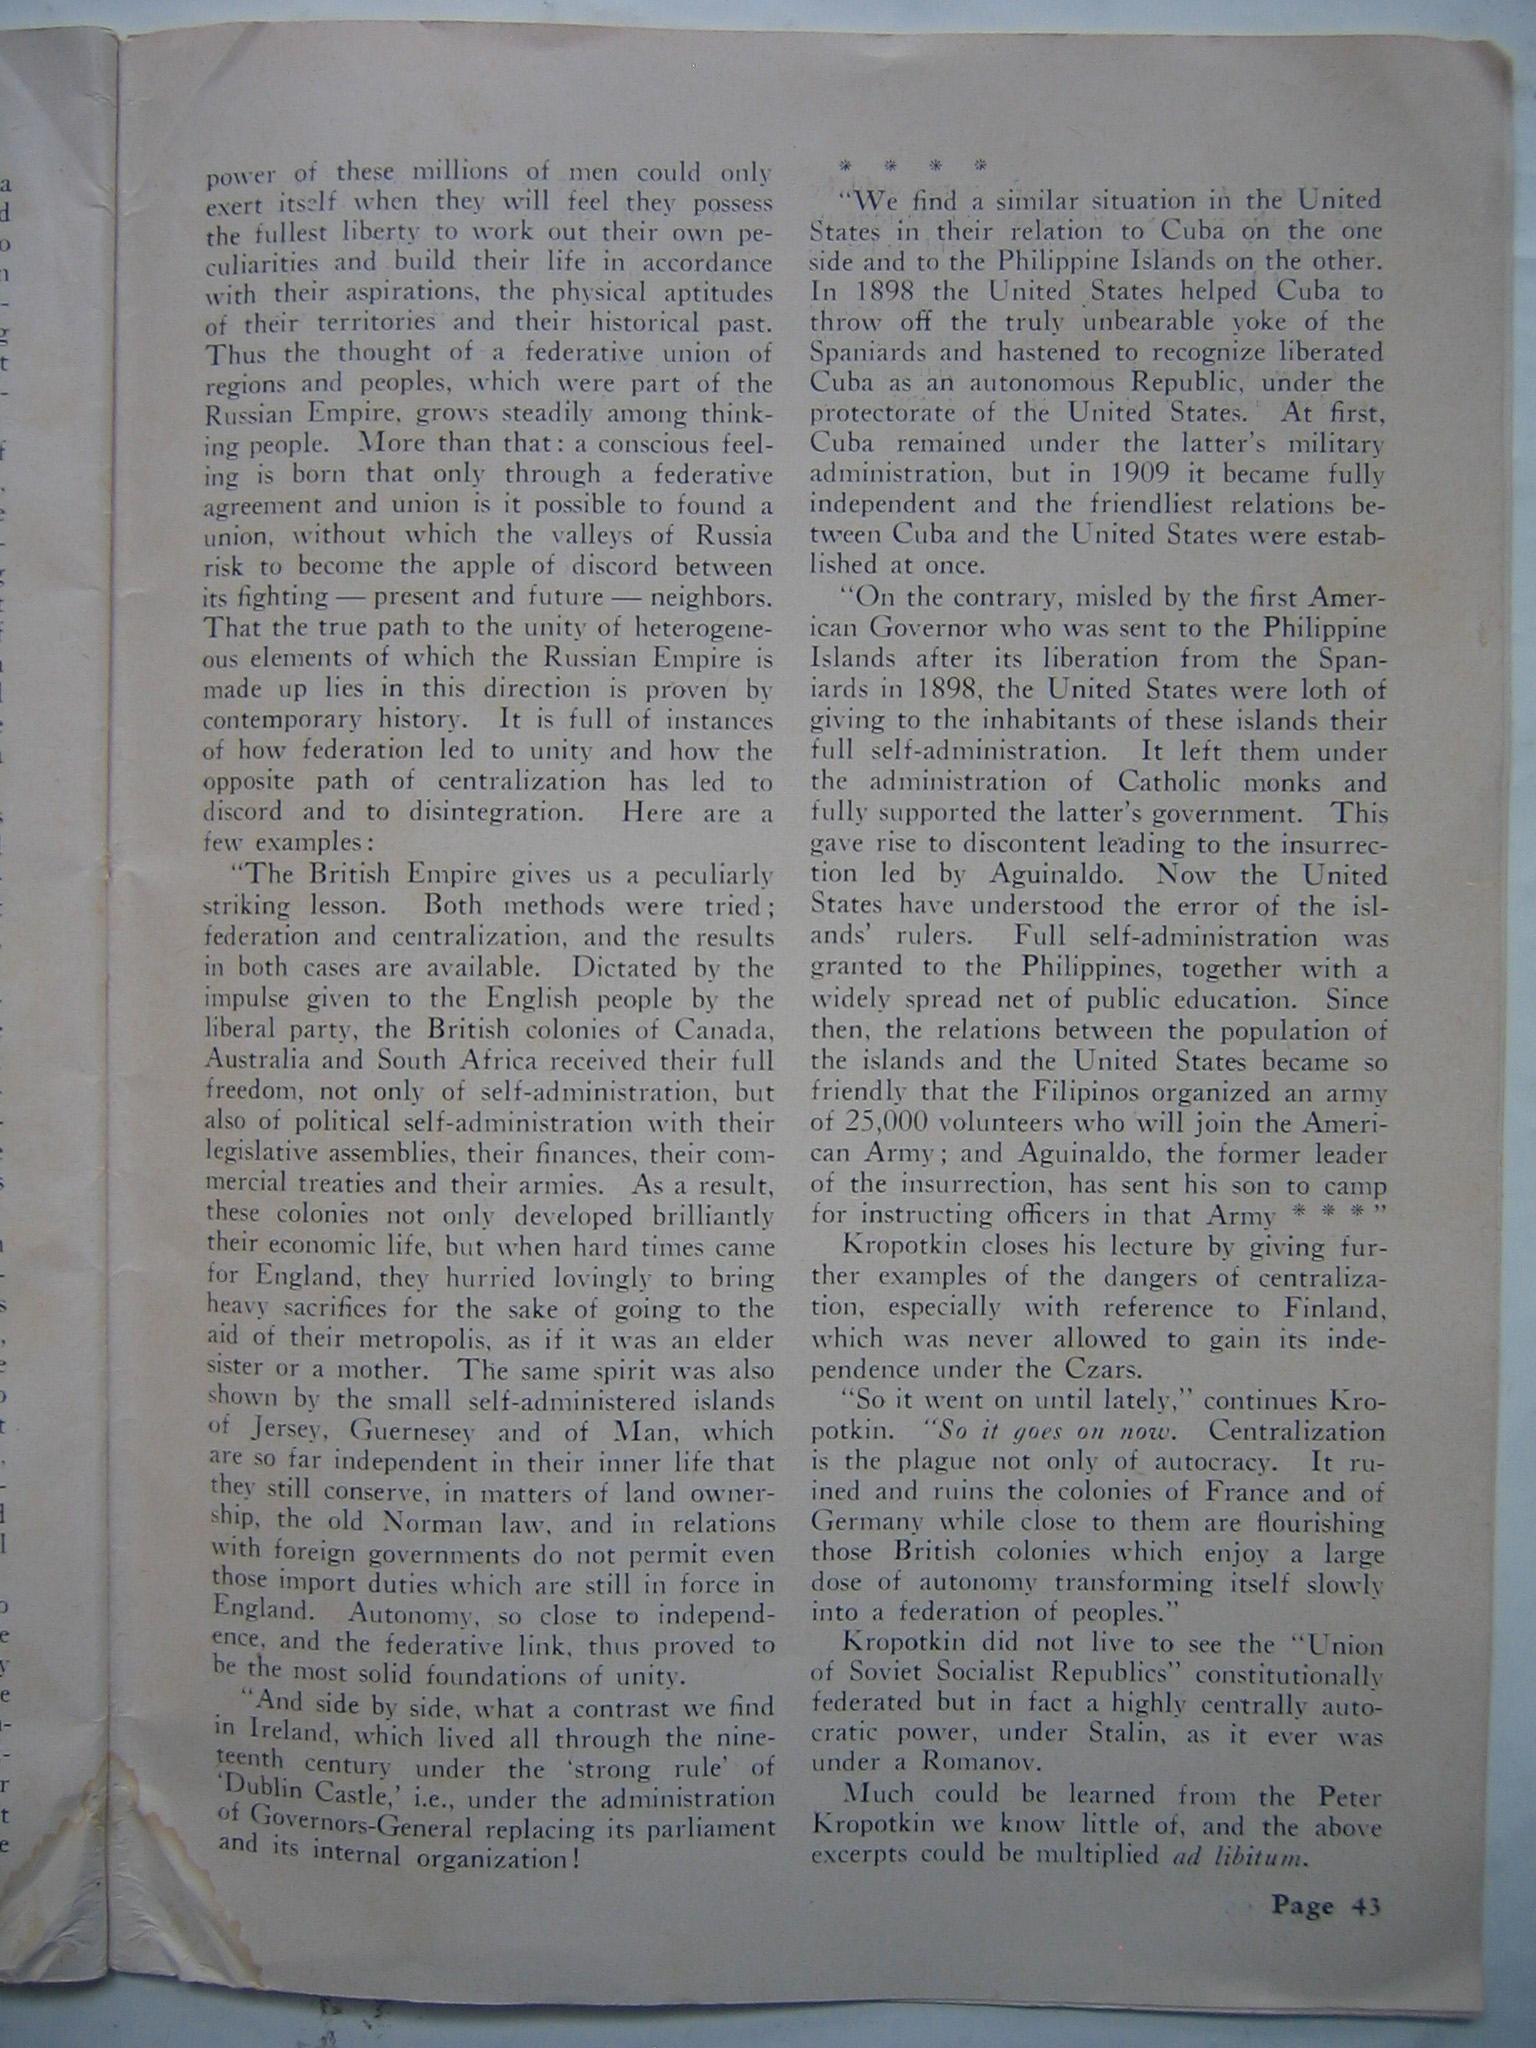 power of these millions of men could only
exert itself when they will feel they possess
the fullest liberty to work out their own pe-
culiarities and build their life in accordance
with their aspirations, the physical aptitudes
of their territories and their historical past.
Thus the thought of a federative union of
regions and peoples, which were part of the
Russian Empire, grows steadily among think-
ing people. More than that: a conscious feel-
ing is born that only through a federative
agreement and union is it possible to found a
union, without which the valleys of Russia
risk to become the apple of discord between
its fighting — present and future — neighbors.
That the true path to the unity of heterogene-
ous elements of which the Russian Empire is
made up lies in this direction is proven by
contemporary history. It is full of instances
of how federation led to unity and how the
opposite path of centralization has led to
discord and to disintegration. Here are a
few examples:
"The British Empire gives us a peculiarly
striking lesson. Both methods were tried;
federation and centralization, and the results
in both cases are available. Dictated by the
impulse given to the English people by the
liberal party, the British colonies of Canada,
Australia and South Africa received their full
freedom, not only of self-administration, but
also of political self-administration with their
legislative assemblies, their finances, their com-
mercial treaties and their armies. As a result,
these colonies not only developed brilliantly
their economic life, but when hard times came
for England, they hurried lovingly to bring
heavy sacrifices for the sake of going to the
aid of their metropolis, as if it was an elder
sister or a mother. The same spirit was also
shown by the small self-administered islands
of Jersey, Guernesey and of Man, which
are so far independent in their inner life that
they still conserve, in matters of land owner-
ship, the old Norman law, and in relations
with foreign governments do not permit even
those import duties which are still in force in
England. Autonomy, so close to independ-
ence, and the federative link, thus proved to
be the most solid foundations of unity.
"And side by side, what a contrast we find
in Ireland, which lived all through the nine-
teenth century under the 'strong rule' of
'Dublin Castle,' i.e., under the administration
of Governors-General replacing its parliament
and its internal organization!
* * * *
"We find a similar situation in the United
States in their relation to Cuba on the one
side and to the Philippine Islands on the other.
In 1898 the United States helped Cuba to
throw off the truly unbearable yoke of the
Spaniards and hastened to recognize liberated
Cuba as an autonomous Republic, under the
protectorate of the United States. At first,
Cuba remained under the latter's military
administration, but in 1909 it became fully
independent and the friendliest relations be-
tween Cuba and the United States were estab-
lished at once.
"On the contrary, misled by the first Amer-
ican Governor who was sent to the Philippine
Islands after its liberation from the Span-
iards in 1898, the United States were loth of
giving to the inhabitants of these islands their
full self-administration. It left them under
the administration of Catholic monks and
fully supported the latter's government. This
gave rise to discontent leading to the insurrec-
tion led by Aguinaldo. Now the United
States have understood the error of the isl-
ands' rulers. Full self-administration was
granted to the Philippines, together with a
widely spread net of public education. Since
then, the relations between the population of
the islands and the United States became so
friendly that the Filipinos organized an army
of 25,000 volunteers who will join the Ameri-
can Army; and Aguinaldo, the former leader
of the insurrection, has sent his son to camp
for instructing officers in that Army * * *"
Kropotkin closes his lecture by giving fur-
ther examples of the dangers of centraliza-
tion, especially with reference to Finland,
which was never allowed to gain its inde-
pendence under the Czars.
"So it went on until lately," continues Kro-
potkin. "So it goes on now. Centralization
is the plague not only of autocracy. It ru-
ined and ruins the colonies of France and of
Germany while close to them are flourishing
those British colonies which enjoy a large
dose of autonomy transforming itself slowly
into a federation of peoples."
Kropotkin did not live to see the "Union
of Soviet Socialist Republics" constitutionally
federated but in fact a highly centrally auto-
cratic power, under Stalin, as it ever was
under a Romanov.
Much could be learned from the Peter
Kropotkin we know little of, and the above
excerpts could be multiplied ad libitum.
Page 43